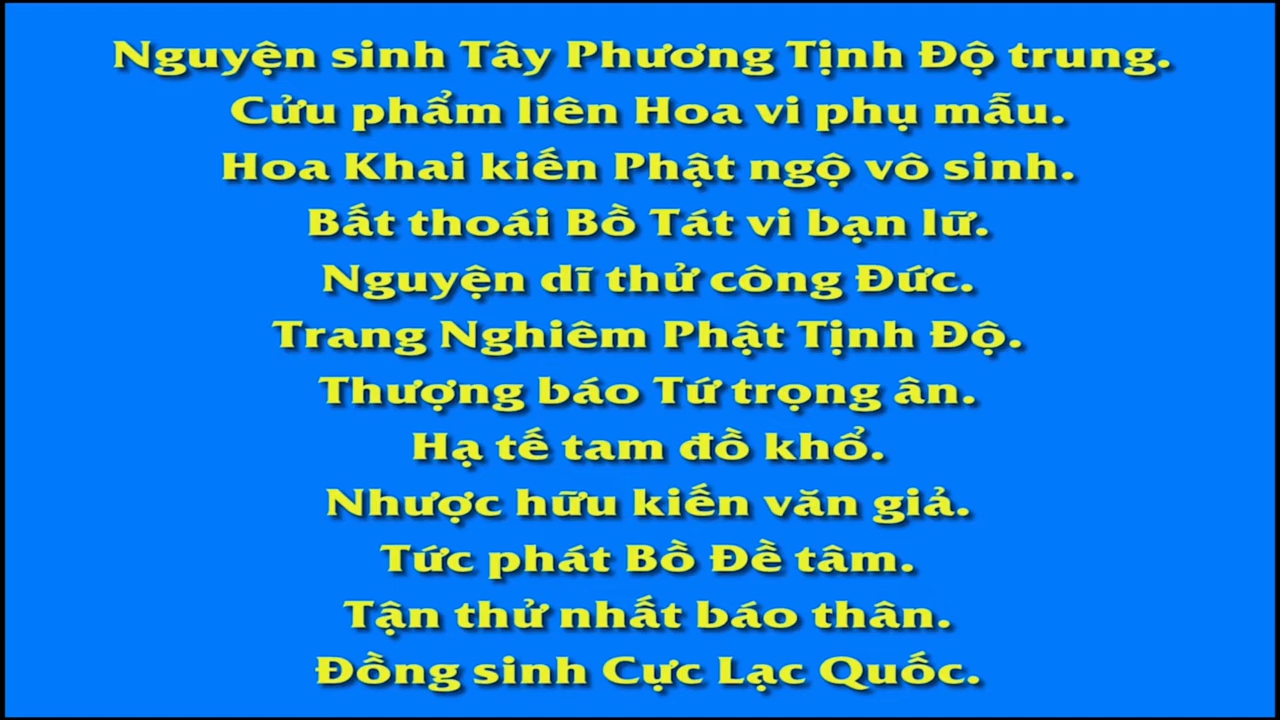 Nguyện sinh Tây Phương Tịnh Độ trung.
Cửu phẩm liên Hoa vi phụ mẫu.
Hoa Khai kiến Phật ngộ vô sinh.
Bất thoái Bồ Tát vi bạn lữ.
Nguyện dĩ thử công Đức.
Trang Nghiêm Phật Tịnh Độ.
Thượng báo Tứ trọng ân.
Hạ tế tam đồ khổ.
Nhược hữu kiến văn giả.
Tức phát Bồ Đề tâm.
Tận thử nhất báo thân.
Đồng sinh Cực Lạc Quốc.